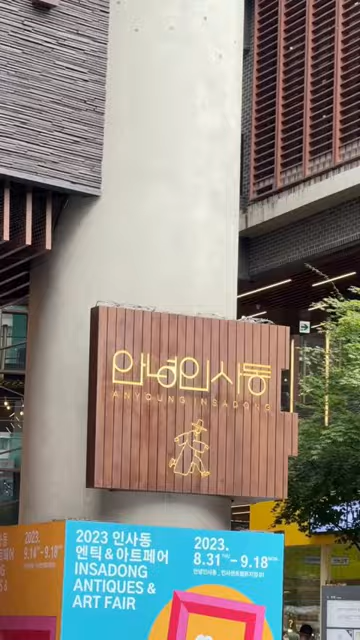 안녕인사동
ANYOUNG INSADONG
2023.
9.14 - 9.18
2023 인사동
엔틱&아트페어
INSADONG
ANTIQUES &
ART FAIR
2023.
8.31 - 9.18